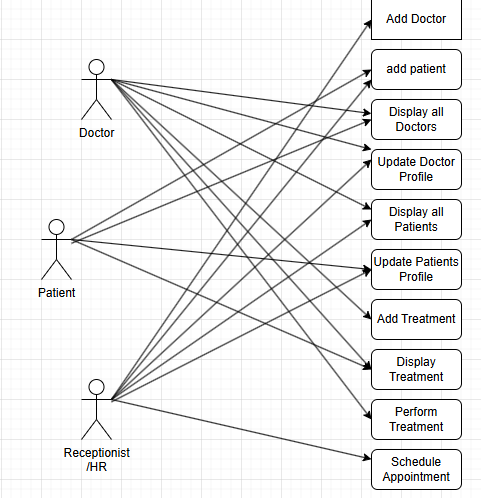 Add Doctor
add patient
Doctor
Display all
Doctors
Update Doctor
Profile
Display all
Patients
Patient
Update Patients
Profile
Add Treatment
Display
Treatment
Perform
Treatment
Receptionist
/HR
Schedule
Appointment